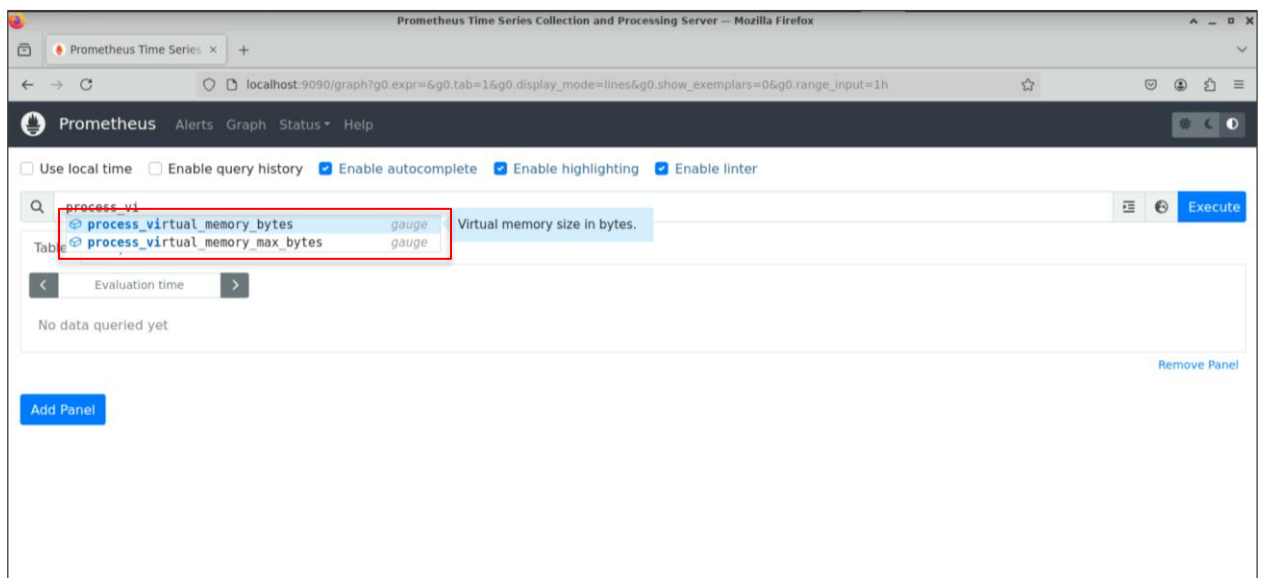 Prometheus Time Series Collection and Processing Server — Mozilla Firefox
Prometheus Time Series
localhost:9090/graph?g0.expr=&g0.tab=1&g0.display_mode=lines&g0.show_exemplars=0&g0.range_input=1h
Prometheus Alerts Graph Status Help
Use local time Enable query history Enable autocomplete Enable highlighting Enable linter
process_vi Execute
process_virtual_memory_bytes gauge Virtual memory size in bytes.
process_virtual_memory_max_bytes gauge
Table
Evaluation time
No data queried yet
Remove Panel
Add Panel